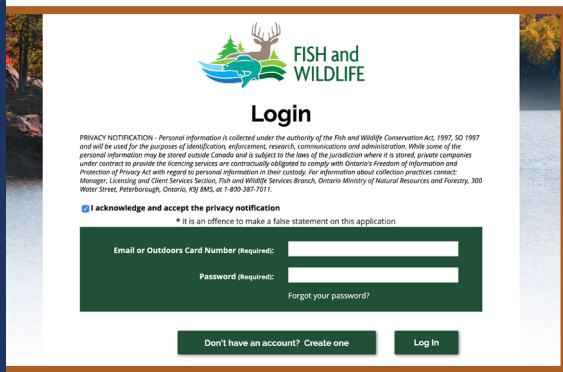 FISH and
WILDLIFE
Login
PRIVACY NOTIFICATION - Personal information is collected under the authority of the Fish and Wildlife Conservation Act, 1997, SO 1997
and will be used for the purposes of identification, enforcement, research, communications and administration. While some of the
personal information may be stored outside Canada and is subject to the laws of the jurisdiction where it is stored, private companies
under contract to provide the licencing services are contractually obligated to comply with Ontario's Freedom of Information and
Protection of Privacy Act with regard to personal information in their custody. For information about collection practices contact:
Manager, Licensing and Client Services Section, Fish and Wildlife Services Branch, Ontario Ministry of Natural Resources and Forestry, 300
Water Street, Peterborough, Ontario, K9J 8M5, at 1-800-387-7011.
I acknowledge and accept the privacy notification
* It is an offence to make a false statement on this application
Email or Outdoors Card Number (Required):
Password (Required):
Forgot your password?
Don't have an account? Create one
Log In